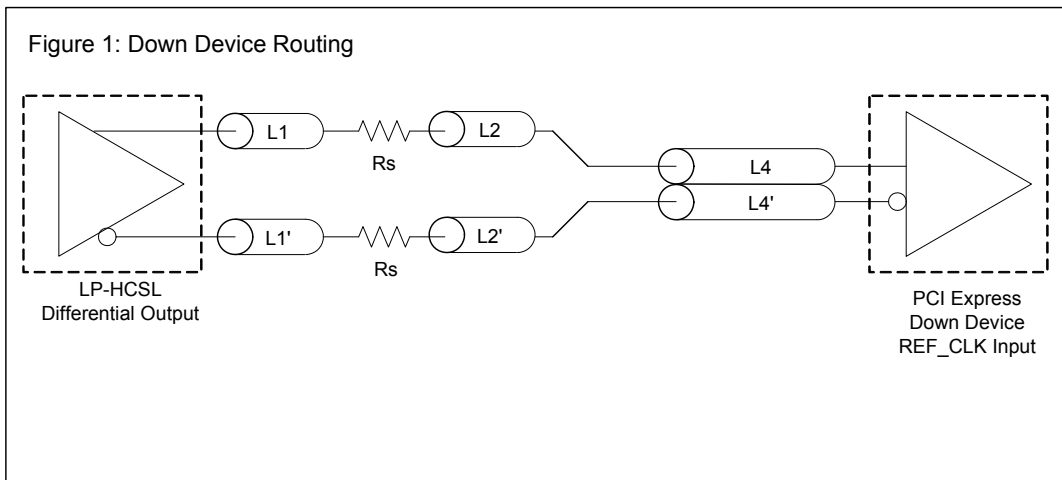 Figure 1: Down Device Routing
L1
Rs
L2
L4
L4'
L1'
Rs
L2'
LP-HCSL
Differential Output
PCI Express
Down Device
REF_CLK Input